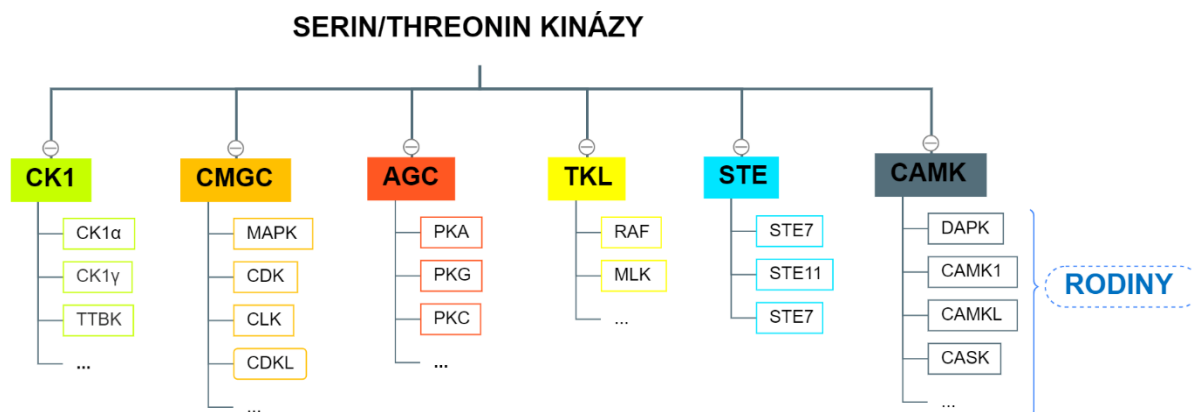 SERIN/THREONIN KINÁZY
CK1
CK1α
CK1γ
TTBK
...
CMGC
MAPK
CDK
CLK
CDKL
...
AGC
PKA
PKG
PKC
...
TKL
RAF
MLK
...
STE
STE7
STE11
STE7
CAMK
DAPK
CAMK1
CAMKL
CASK
...
RODINY